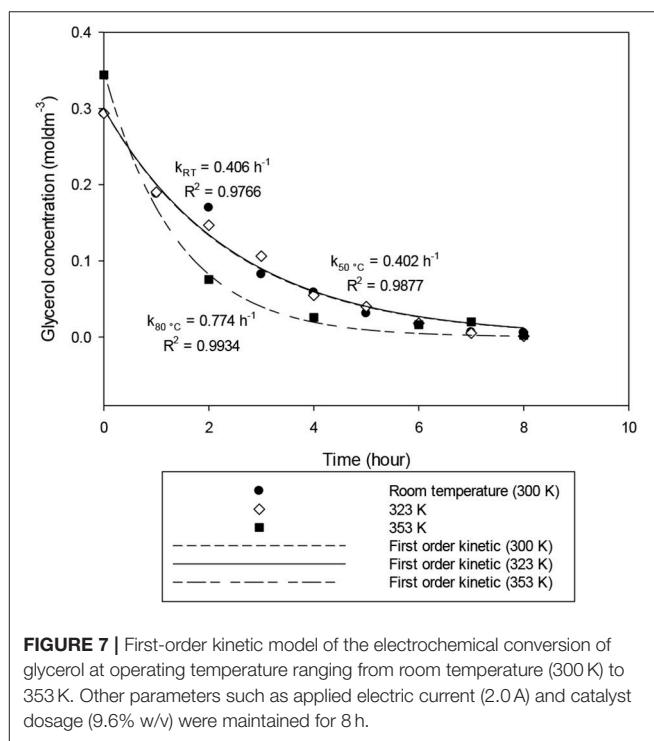 Glycerol concentration (moldm⁻³)
0.4
0.3
0.2
0.1
0.0
k_RT = 0.406 h⁻¹
R² = 0.9766
k_50 °C = 0.402 h⁻¹
R² = 0.9877
k_80 °C = 0.774 h⁻¹
R² = 0.9934
0 2 4 6 8 10
Time (hour)
Room temperature (300 K)
323 K
353 K
First order kinetic (300 K)
First order kinetic (323 K)
First order kinetic (353 K)
FIGURE 7 | First-order kinetic model of the electrochemical conversion of
glycerol at operating temperature ranging from room temperature (300 K) to
353 K. Other parameters such as applied electric current (2.0 A) and catalyst
dosage (9.6% w/v) were maintained for 8 h.